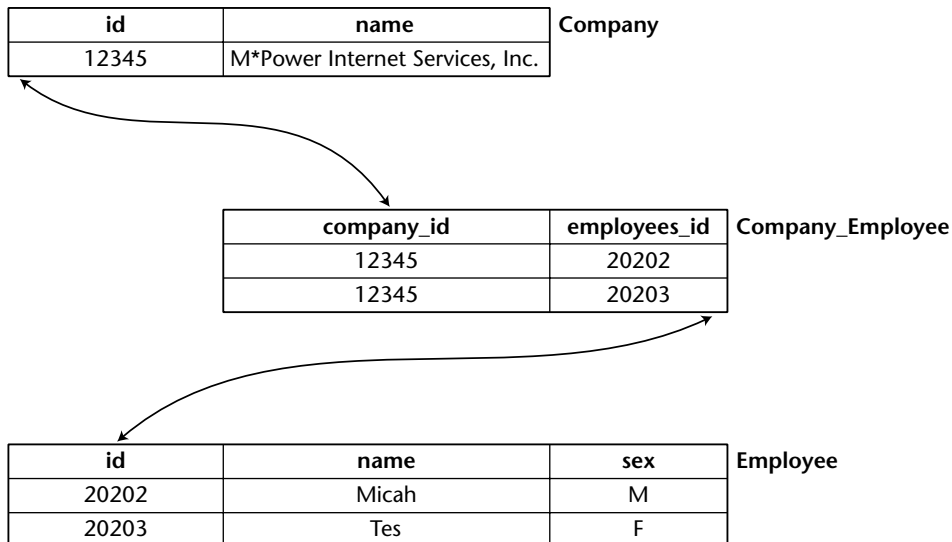 id name Company
12345 M*Power Internet Services, Inc.
company_id employees_id Company_Employee
12345 20202
12345 20203
id name sex Employee
20202 Micah M
20203 Tes F